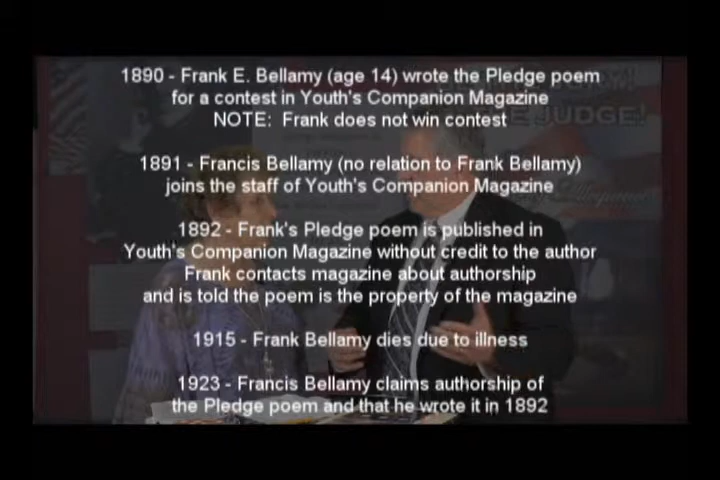 1890 - Frank E. Bellamy (age 14) wrote the Pledge poem
for a contest in Youth's Companion Magazine
NOTE: Frank does not win contest
1891 - Francis Bellamy (no relation to Frank Bellamy)
joins the staff of Youth's Companion Magazine
1892 - Frank's Pledge poem is published in
Youth's Companion Magazine without credit to the author
Frank contacts magazine about authorship
and is told the poem is the property of the magazine
1915 - Frank Bellamy dies due to illness
1923 - Francis Bellamy claims authorship of
the Pledge poem and that he wrote it in 1892
JUDGE!